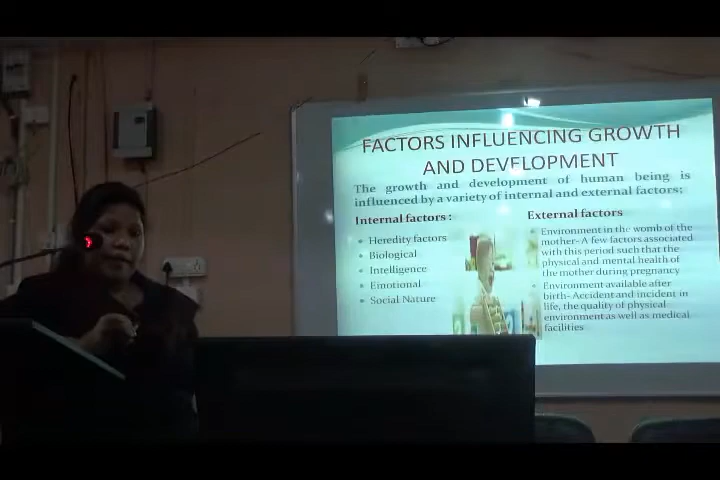 FACTORS INFLUENCING GROWTH
AND DEVELOPMENT
The growth and development of human being is
influenced by a variety of internal and external factors;
Internal factors :
Heredity factors
Biological
Intelligence
Emotional
Social Nature
External factors
Environment in the womb of the
mother- A few factors associated
with this period such that the
physical and mental health of
the mother during pregnancy
Environment available after
birth- Accident and incident in
life, the quality of physical
environment as well as medical
facilities